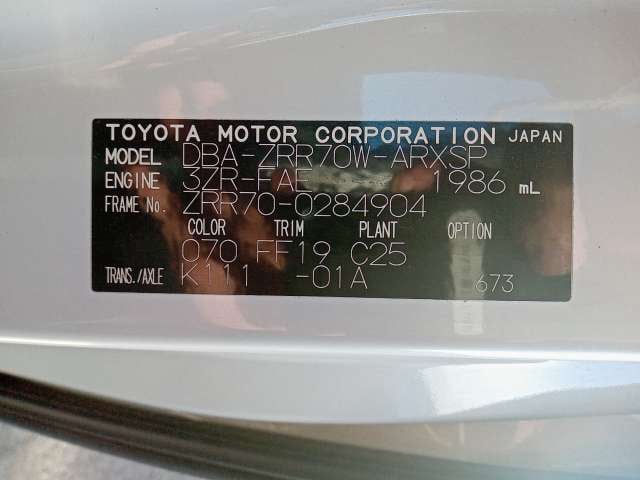 TOYOTA MOTOR CORPORATION JAPAN
MODEL DBA-ZRR70W-ARXSP
ENGINE 3ZR-FAE 1986 mL
FRAME No. ZRR70-0284904
COLOR TRIM PLANT OPTION
070 FF19 C25
TRANS./AXLE K111 -01A 673